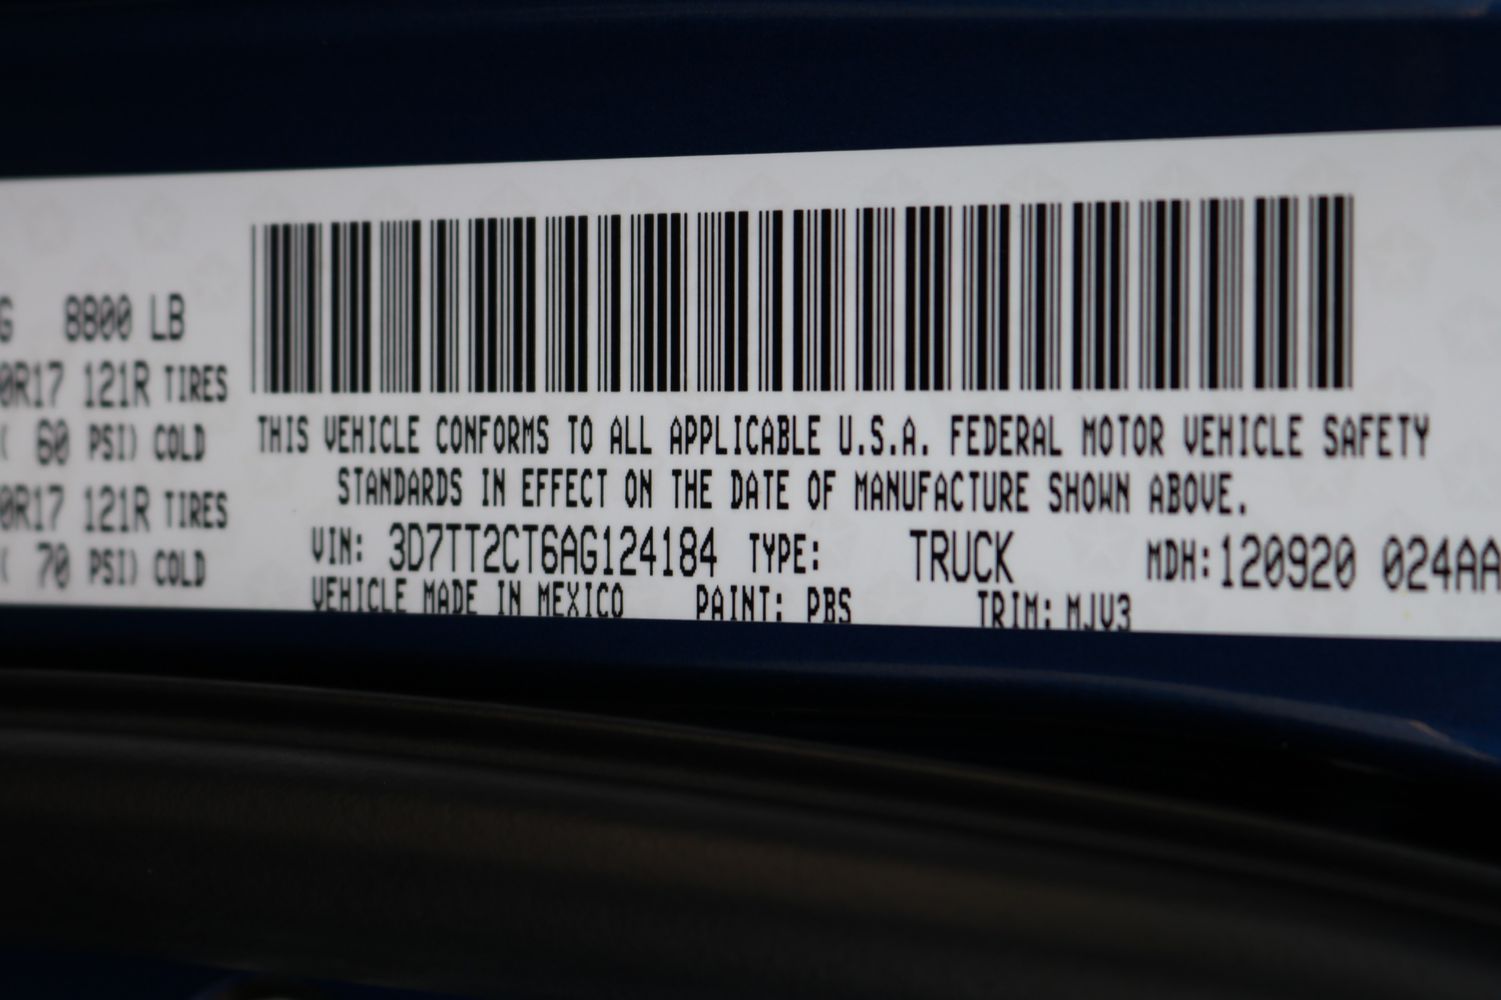 G 8800 LB
0R17 121R TIRES
( 60 PSI) COLD
0R17 121R TIRES
( 70 PSI) COLD
THIS VEHICLE CONFORMS TO ALL APPLICABLE U.S.A. FEDERAL MOTOR VEHICLE SAFETY
STANDARDS IN EFFECT ON THE DATE OF MANUFACTURE SHOWN ABOVE.
VIN: 3D7TT2CT6AG124184 TYPE: TRUCK MDH: 120920 024AA
VEHICLE MADE IN MEXICO PAINT: PBS TRIM: MJV3